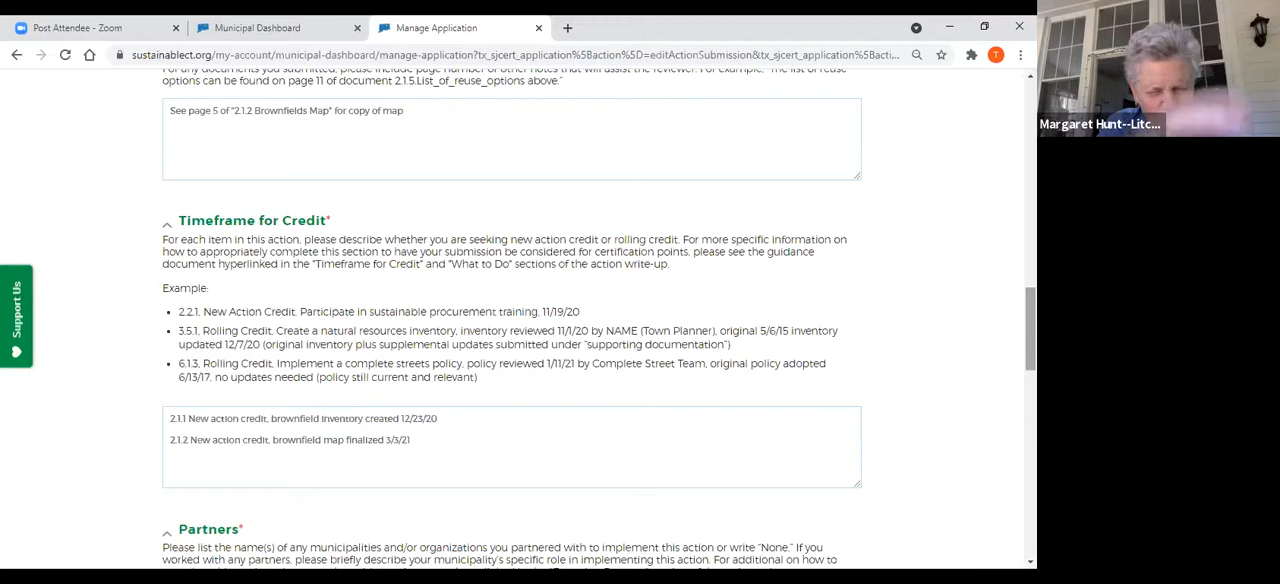 Post Attendee - Zoom
Municipal Dashboard
Manage Application
sustainablect.org/my-account/municipal-dashboard/manage-application?tx_sjcert_application%5Baction%5D=editActionSubmission&tx_sjcert_application%5Bacti...
T
Margaret Hunt--Litc...
For any documents you submitted, please include page number or other notes that will assist the reviewer. For example, "The list of reuse
options can be found on page 11 of document 2.1.5.List_of_reuse_options above."
See page 5 of "2.1.2 Brownfields Map" for copy of map
Timeframe for Credit*
For each item in this action, please describe whether you are seeking new action credit or rolling credit. For more specific information on
how to appropriately complete this section to have your submission be considered for certification points, please see the guidance
document hyperlinked in the "Timeframe for Credit" and "What to Do" sections of the action write-up.
Example:
2.2.1, New Action Credit, Participate in sustainable procurement training, 11/19/20
3.5.1, Rolling Credit, Create a natural resources inventory, inventory reviewed 11/1/20 by NAME (Town Planner), original 5/6/15 inventory
updated 12/7/20 (original inventory plus supplemental updates submitted under "supporting documentation")
6.1.3, Rolling Credit, Implement a complete streets policy, policy reviewed 1/11/21 by Complete Street Team, original policy adopted
6/13/17, no updates needed (policy still current and relevant)
2.1.1 New action credit, brownfield inventory created 12/23/20
2.1.2 New action credit, brownfield map finalized 3/3/21
Partners*
Please list the name(s) of any municipalities and/or organizations you partnered with to implement this action or write "None." If you
worked with any partners, please briefly describe your municipality's specific role in implementing this action. For additional on how to
Support Us